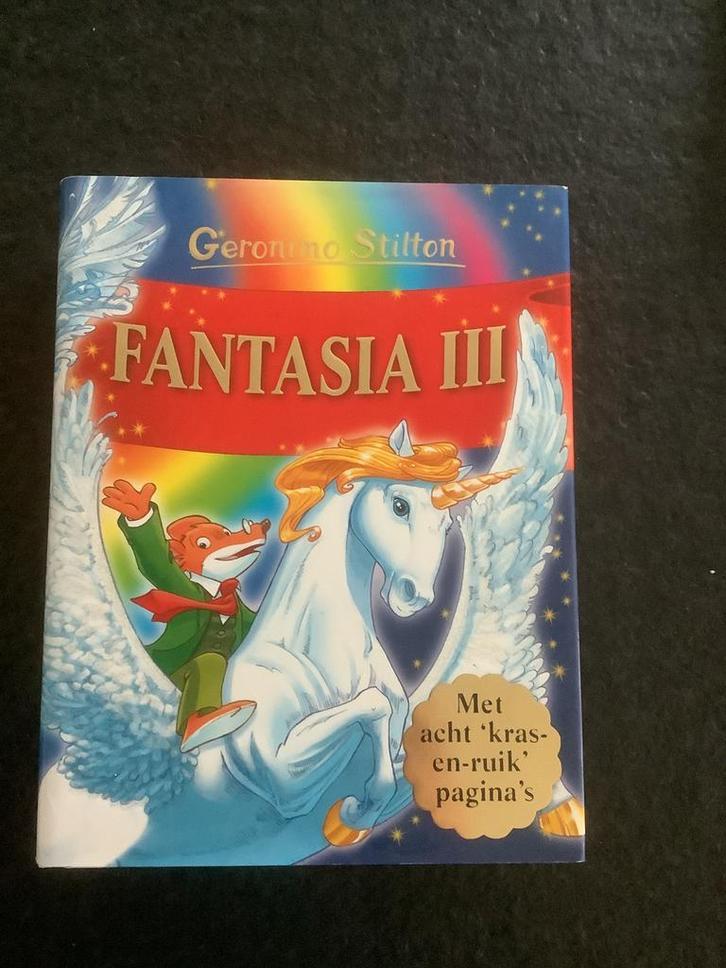 Geronimo Stilton
FANTASIA III
Met
acht ‘kras-
en-ruik’
pagina’s